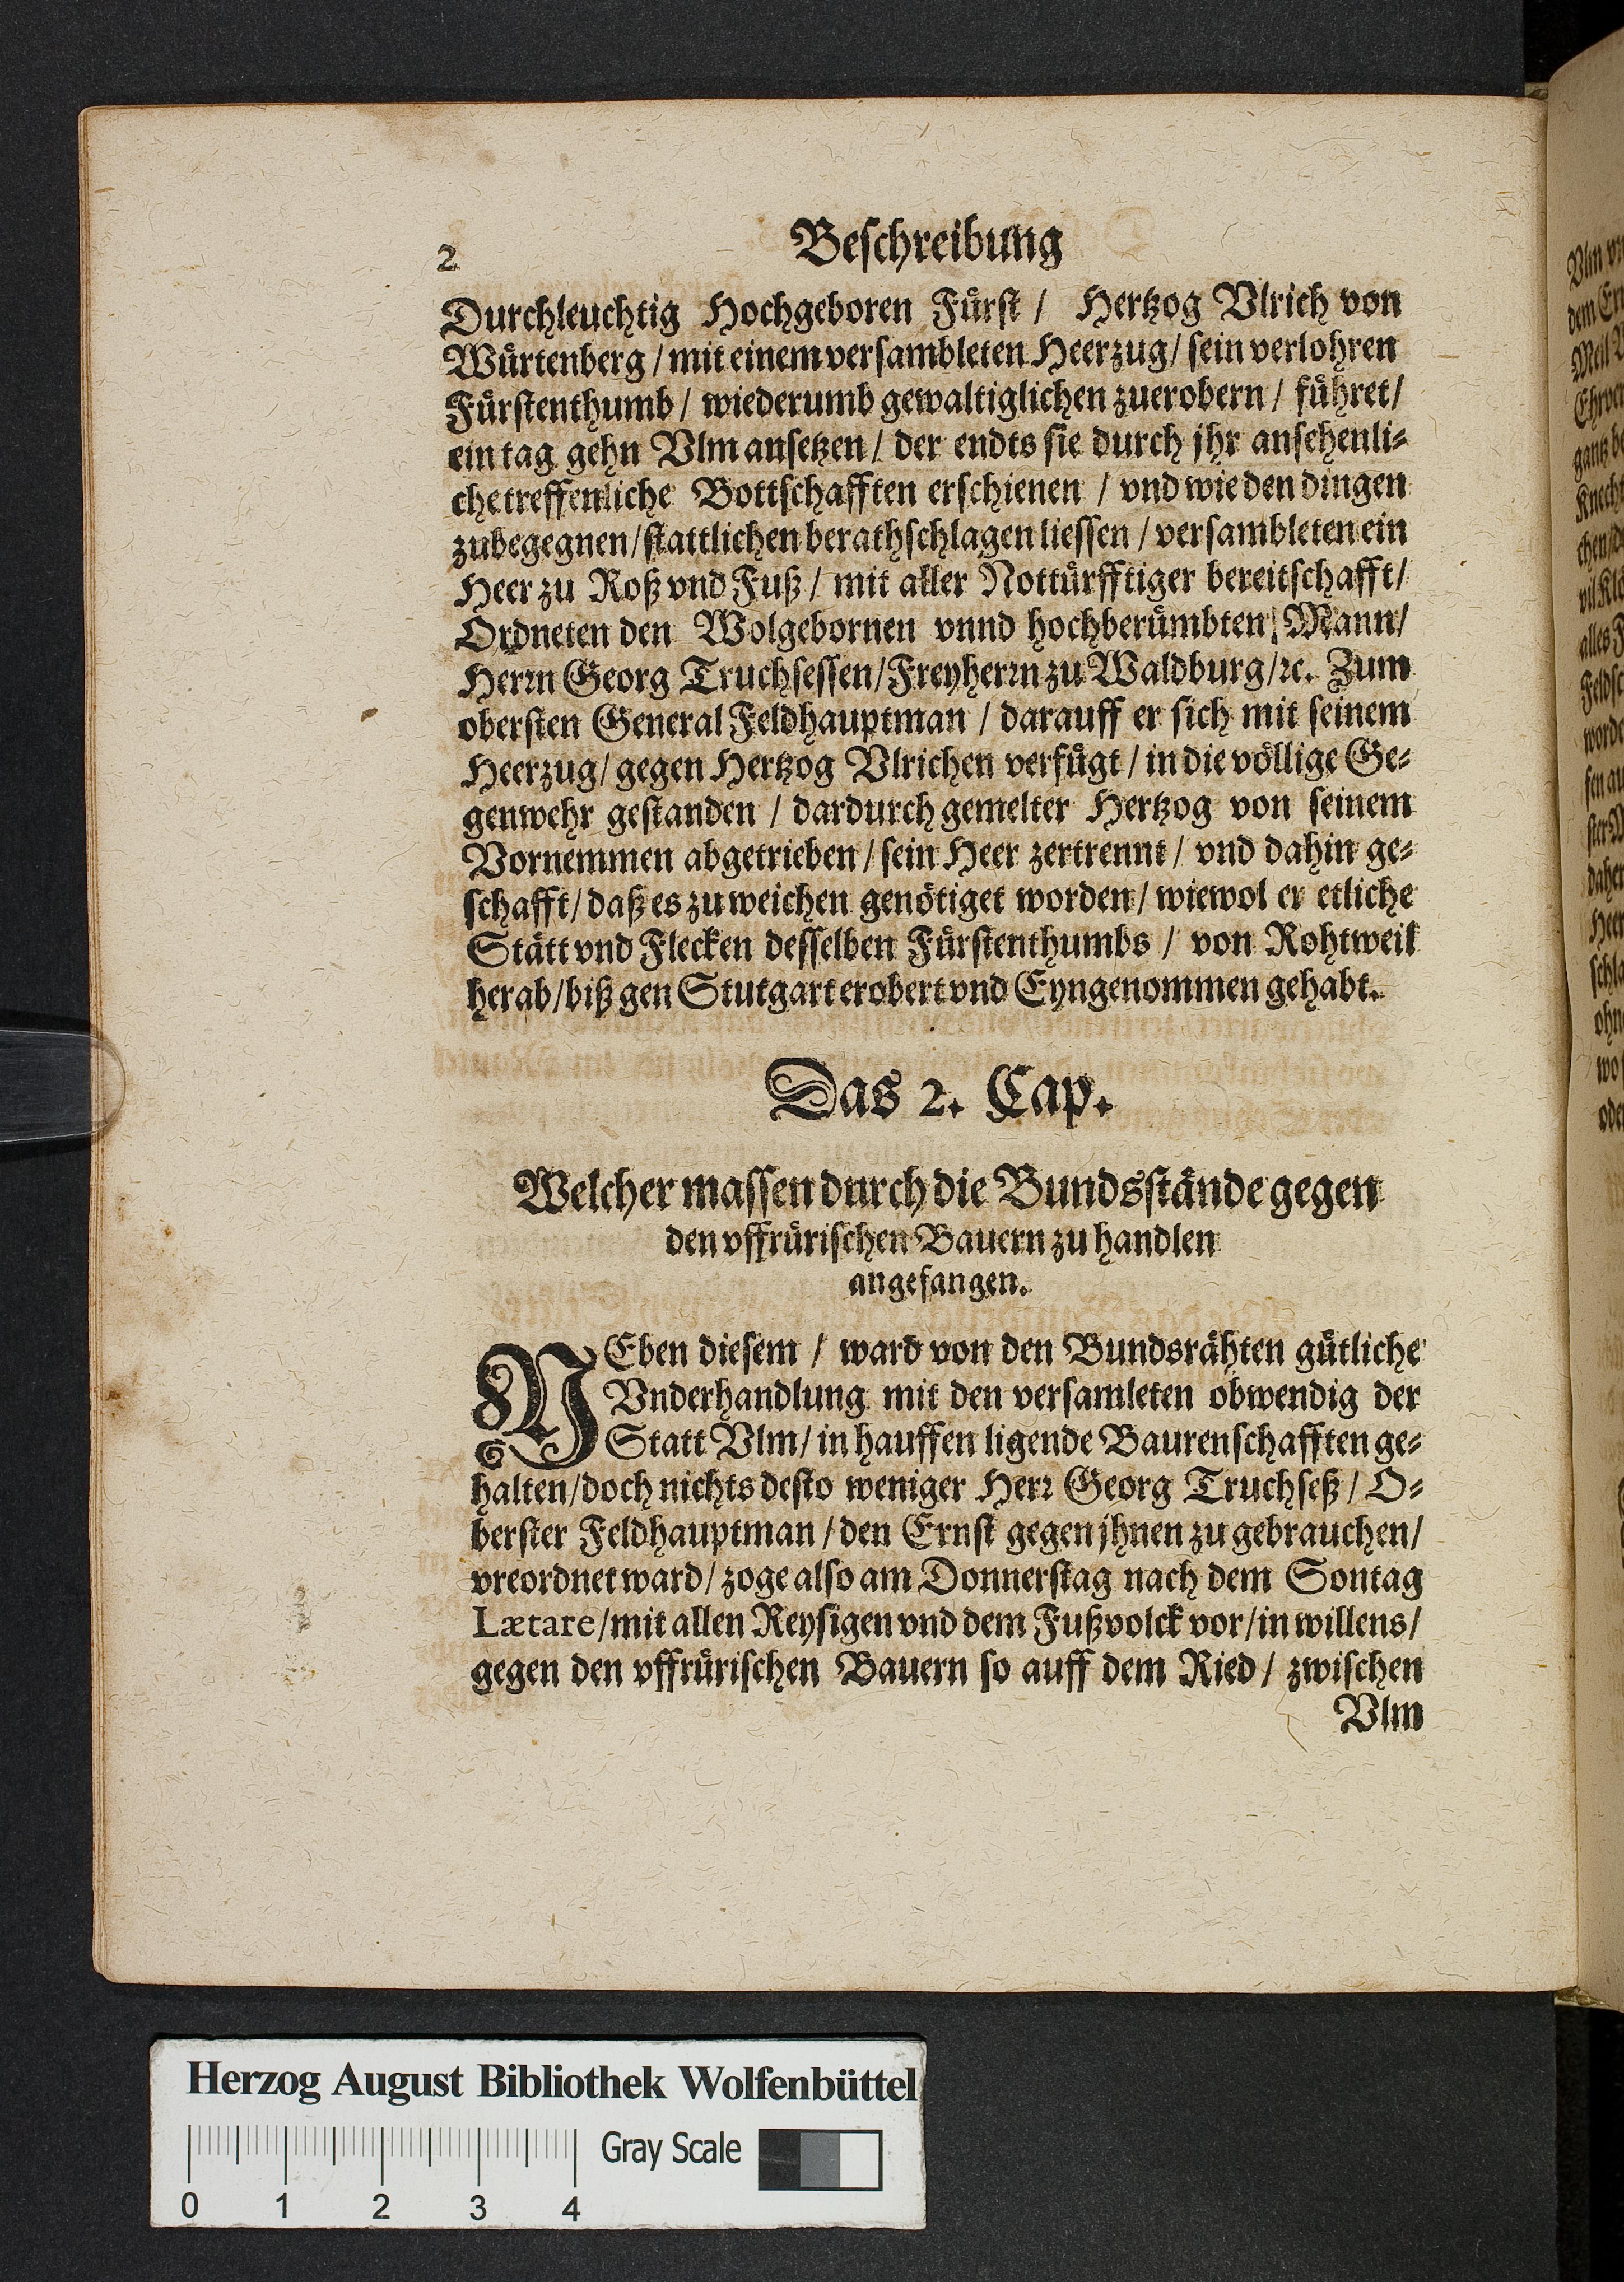 2 Beschreibung
Durchleuchtig Hochgeboren Fürst / Hertzog Vlrich von
Würtenberg / mit einem versambleten Heerzug / sein verlohren
Fürstenthumb / wiederumb gewaltiglichen zuerobern / führet /
ein tag gehn Vlm ansetzen / der endts sie durch jhr ansehenli-
che treffenliche Bottschafften erschienen / vnd wie den dingen
zubegegnen / stattlichen berathschlagen liessen / versambleten ein
Heer zu Roß vnd Fuß / mit aller Nottürfftiger bereitschafft /
Ordneten den Wolgebornen vnnd hochberümbten Mann /
Herrn Georg Truchsessen / Freyherrn zu Waldburg / ꝛc. Zum
obersten General Feldhauptman / darauff er sich mit seinem
Heerzug / gegen Hertzog Vlrichen verfügt / in die völlige Ge-
genwehr gestanden / dardurch gemelter Hertzog von seinem
Vornemmen abgetrieben / sein Heer zertrennt / vnd dahin ge-
schafft / daß es zu weichen genötiget worden / wiewol er etliche
Stätt vnd Flecken desselben Fürstenthumbs / von Rohtweil
herab / biß gen Stutgart erobert vnd Eyngenommen gehabt.
Das 2. Cap.
Welcher massen durch die Bundsstände gegen
den vffrürischen Bauern zu handlen
angefangen.
NEben diesem / ward von den Bundsrähten gütliche
Vnderhandlung mit den versamleten obwendig der
Statt Vlm / in hauffen ligende Baurenschafften ge-
halten / doch nichts desto weniger Herr Georg Truchseß / O-
berster Feldhauptman / den Ernst gegen jhnen zu gebrauchen /
vreordnet ward / zoge also am Donnerstag nach dem Sontag
Lætare / mit allen Reysigen vnd dem Fußvolck vor / in willens /
gegen den vffrürischen Bauern so auff dem Ried / zwischen
Vlm
Herzog August Bibliothek Wolfenbüttel
Gray Scale
0 1 2 3 4